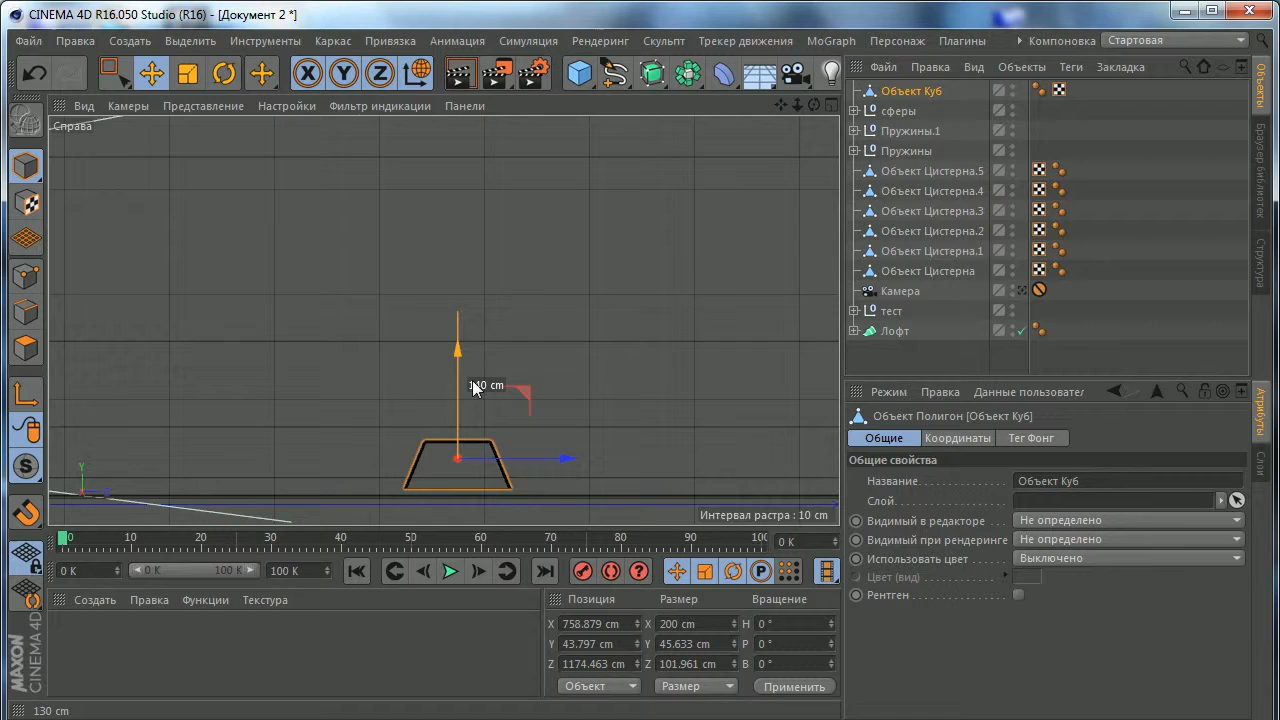 CINEMA 4D R16.050 Studio (R16) - [Документ 2 *]
Файл Правка Создать Выделить Инструменты Каркас Привязка Анимация Симуляция Рендеринг Скульпт Трекер движения MoGraph Персонаж Плагины Компоновка Стартовая
X Y Z
Файл Правка Вид Объекты Теги Закладка
Вид Камеры Представление Настройки Фильтр индикации Панели
Справа
Объект Куб
сферы
Пружины.1
Пружины
Объект Цистерна.5
Объект Цистерна.4
Объект Цистерна.3
Объект Цистерна.2
Объект Цистерна.1
Объект Цистерна
Камера
тест
Лофт
Объекты
Браузер библиотек
Структура
cm
Y
Z
Интервал растра : 10 cm
Режим Правка Данные пользовател
Объект Полигон [Объект Куб]
Общие Координаты Тег Фонг
Общие свойства
Название Объект Куб
Слой
Видимый в редакторе Не определено
Видимый при рендеринге Не определено
Использовать цвет Выключено
Цвет (вид)
Рентген
Атрибуты
Слои
S
0 10 20 30 40 50 60 70 80 90 0 K
0 K 0 K 100 K 100 K
P
Создать Правка Функции Текстура
Позиция Размер Вращение
X 758.879 cm X 200 cm H 0 °
Y 43.797 cm Y 45.633 cm P 0 °
Z 1174.463 cm Z 101.961 cm B 0 °
Объект Размер Применить
MAXON
CINEMA 4D
130 cm